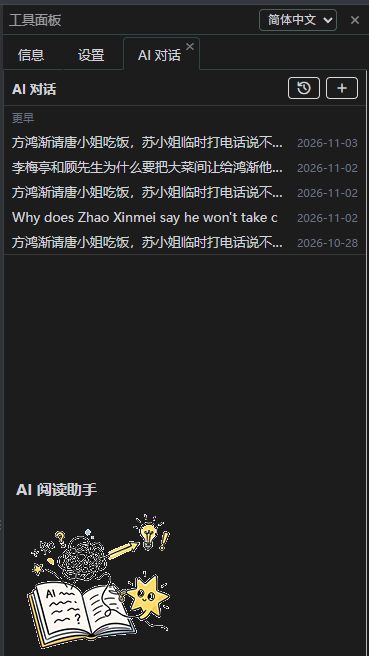 工具面板 简体中文
信息 设置 AI 对话
AI 对话
更早
方鸿渐请唐小姐吃饭，苏小姐临时打电话说不... 2026-11-03
李梅亭和顾先生为什么要把大菜间让给鸿渐他... 2026-11-02
方鸿渐请唐小姐吃饭，苏小姐临时打电话说不... 2026-11-02
Why does Zhao Xinmei say he won't take c 2026-11-02
方鸿渐请唐小姐吃饭，苏小姐临时打电话说不... 2026-10-28
AI 阅读助手
AI
?